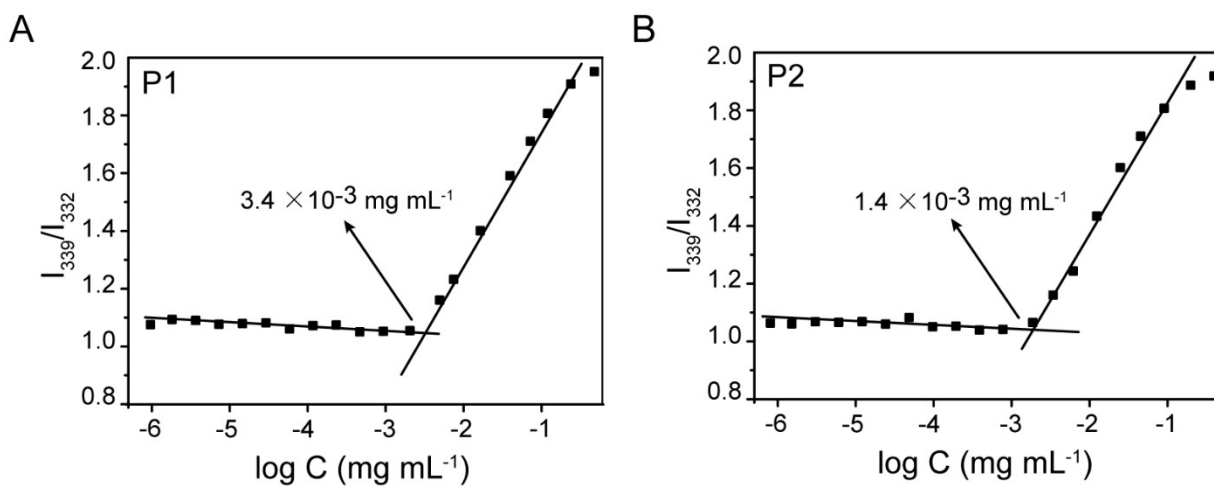 A
P1
I339/I332
2.0
1.8
1.6
1.4
1.2
1.0
0.8
3.4 ×10-3 mg mL-1
-6 -5 -4 -3 -2 -1
log C (mg mL-1)
B
P2
I339/I332
2.0
1.8
1.6
1.4
1.2
1.0
0.8
1.4 ×10-3 mg mL-1
-6 -5 -4 -3 -2 -1
log C (mg mL-1)